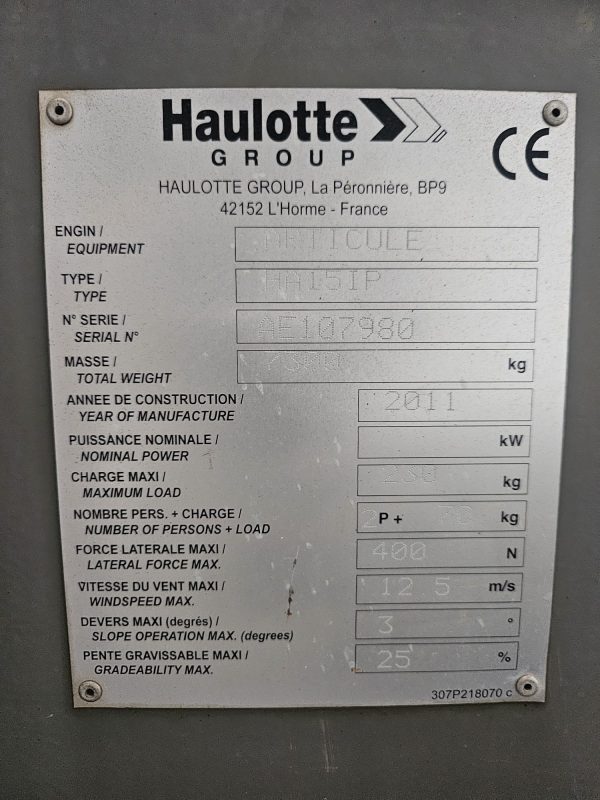 Haulotte
GROUP
CE
HAULOTTE GROUP, La Péronnière, BP9
42152 L'Horme - France
ENGIN /
EQUIPMENT
ARTICULE
TYPE /
TYPE
HA15IP
N° SERIE /
SERIAL N°
AE107980
MASSE /
TOTAL WEIGHT
kg
ANNEE DE CONSTRUCTION /
YEAR OF MANUFACTURE
2011
PUISSANCE NOMINALE /
NOMINAL POWER
kW
CHARGE MAXI /
MAXIMUM LOAD
230 kg
NOMBRE PERS. + CHARGE /
NUMBER OF PERSONS + LOAD
2P + 70 kg
FORCE LATERALE MAXI /
LATERAL FORCE MAX.
400 N
VITESSE DU VENT MAXI /
WINDSPEED MAX.
12.5 m/s
DEVERS MAXI (degrés) /
SLOPE OPERATION MAX. (degrees)
3 °
PENTE GRAVISSABLE MAXI /
GRADEABILITY MAX.
25 %
307P218070 c